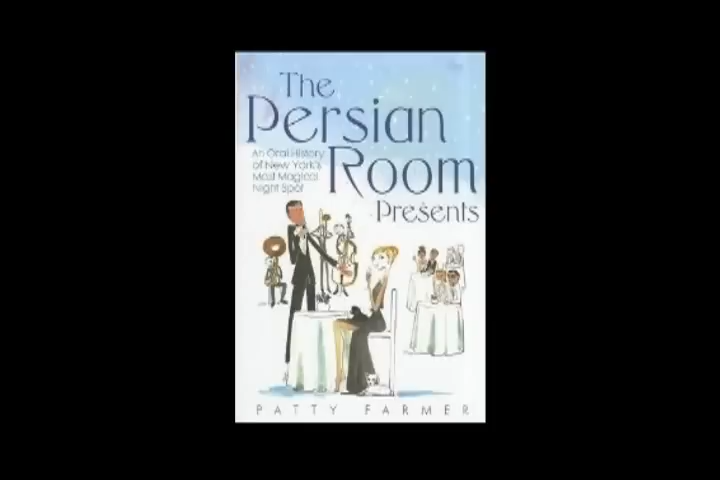 The
Persian
An Oral History
of New York's
Most Magical
Night Spot
Room
Presents
PATTY FARMER